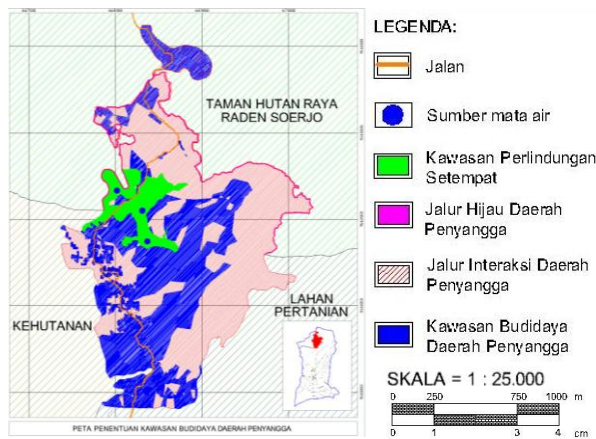 LEGENDA:
Jalan
TAMAN HUTAN RAYA
RADEN SOERJO
Sumber mata air
Kawasan Perlindungan
Setempat
Jalur Hijau Daerah
Penyangga
Jalur Interaksi Daerah
Penyangga
LAHAN
PERTANIAN
KEHUTANAN
Kawasan Budidaya
Daerah Penyangga
SKALA = 1 : 25.000
0 250 750 1000 m
0 1 3 4 cm
PETA PENENTUAN KAWASAN BUDIDAYA DAERAH PENYANGGA